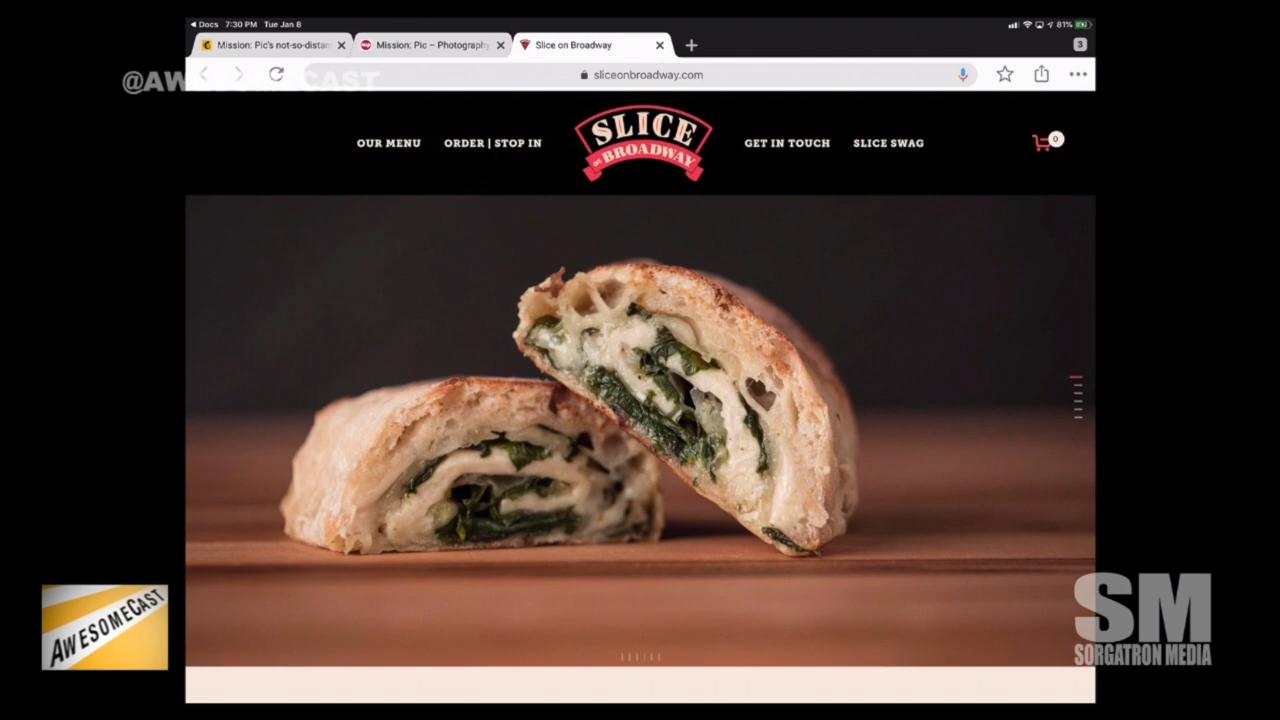 Docs 7:30 PM Tue Jan 8
81%
Mission: Pic's not-so-distan
Mission: Pic – Photography
Slice on Broadway
3
@AWESOMECAST
sliceonbroadway.com
OUR MENU
ORDER | STOP IN
SLICE
on BROADWAY
GET IN TOUCH
SLICE SWAG
0
AWESOMECAST
SM
SORGATRON MEDIA